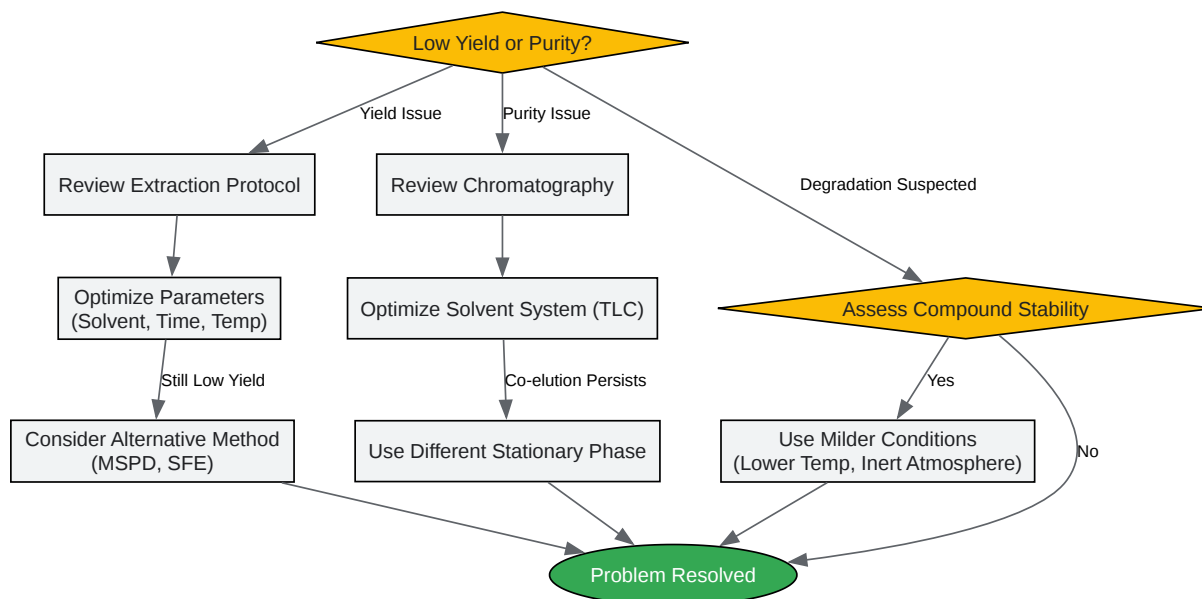 Low Yield or Purity?
Yield Issue
Purity Issue
Degradation Suspected
Review Extraction Protocol
Review Chromatography
Optimize Parameters
(Solvent, Time, Temp)
Optimize Solvent System (TLC)
Assess Compound Stability
Still Low Yield
Co-elution Persists
Yes
No
Consider Alternative Method
(MSPD, SFE)
Use Different Stationary Phase
Use Milder Conditions
(Lower Temp, Inert Atmosphere)
Problem Resolved